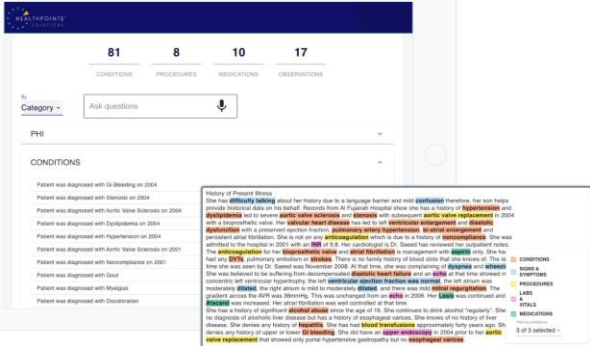 HEALTHPOINTE
SOLUTIONS
81 8 10 17
CONDITIONS PROCEDURES MEDICATIONS OBSERVATIONS
By
Category
Ask questions
PHI
CONDITIONS
Patient was diagnosed with Gi Bleeding on 2004
Patient was diagnosed with Stenosis on 2004
Patient was diagnosed with Aortic Valve Sclerosis on 2004
Patient was diagnosed with Dyslipidemia on 2004
Patient was diagnosed with Hypertension on 2004
Patient was diagnosed with Aortic Valve Sclerosis on 2001
Patient was diagnosed with Noncompliance on 2001
Patient was diagnosed with Gout
Patient was diagnosed with Myalgias
Patient was diagnosed with Discoloration
History of Present Illness
She has difficulty talking about her history due to a language barrier and mild confusion therefore, her son helps
provide historical data on his behalf. Records from Al Fujairah Hospital show she has a history of hypertension and
dyslipidemia led to severe aortic valve sclerosis and stenosis with subsequent aortic valve replacement in 2004
with a bioprosthetic valve. Her valvular heart disease has led to left ventricular enlargement and diastolic
dysfunction with a preserved ejection fraction, pulmonary artery hypertension, bi-atrial enlargement and
persistent atrial fibrillation. She is not on any anticoagulation which is due to a history of noncompliance. She was
admitted to the hospital in 2001 with an INR of 9.8. Her cardiologist is Dr. Saeed has reviewed her outpatient notes.
The anticoagulation for her bioprosthetic valve and atrial fibrillation is management with aspirin only. She has
had any DVTs, pulmonary embolism or strokes. There is no family history of blood clots that she knows of. The la
time she was seen by Dr. Saeed was November 2008. At that time, she was complaining of dyspnea and wheezi
She was believed to be suffering from decompensated diastolic heart failure and an echo at that time showed m
concentric left ventricular hypertrophy, the left ventricular ejection fraction was normal, the left atrium was
moderately dilated, the right atrium is mild to moderately dilated, and there was mild mitral regurgitation. The
gradient across the AVR was 36mmHg. This was unchanged from an echo in 2006. Her Lasix was continued and
Atacand was increased. Her atrial fibrillation was well controlled at that time.
She has a history of significant alcohol abuse since the age of 16. She continues to drink alcohol "regularly". She
no diagnosis of alcoholic liver disease but has a history of esophageal varices. She knows of no history of liver
disease. She denies any history of hepatitis. She has had blood transfusions approximately forty years ago. Sh
denies any history of upper or lower GI bleeding. She did have an upper endoscopy in 2004 prior to her aortic
valve replacement that showed only portal hypertensive gastropathy but no esophageal varices.
CONDITIONS
SIGNS &
SYMPTOMS
PROCEDURES
LABS
&
VITALS
MEDICATIONS
3 of 3 selected